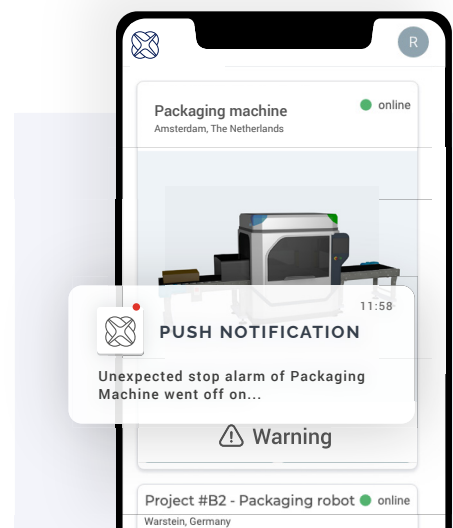 R
Packaging machine
online
Amsterdam, The Netherlands
11:58
PUSH NOTIFICATION
Unexpected stop alarm of Packaging
Machine went off on...
Warning
Project #B2 - Packaging robot online
Warstein, Germany